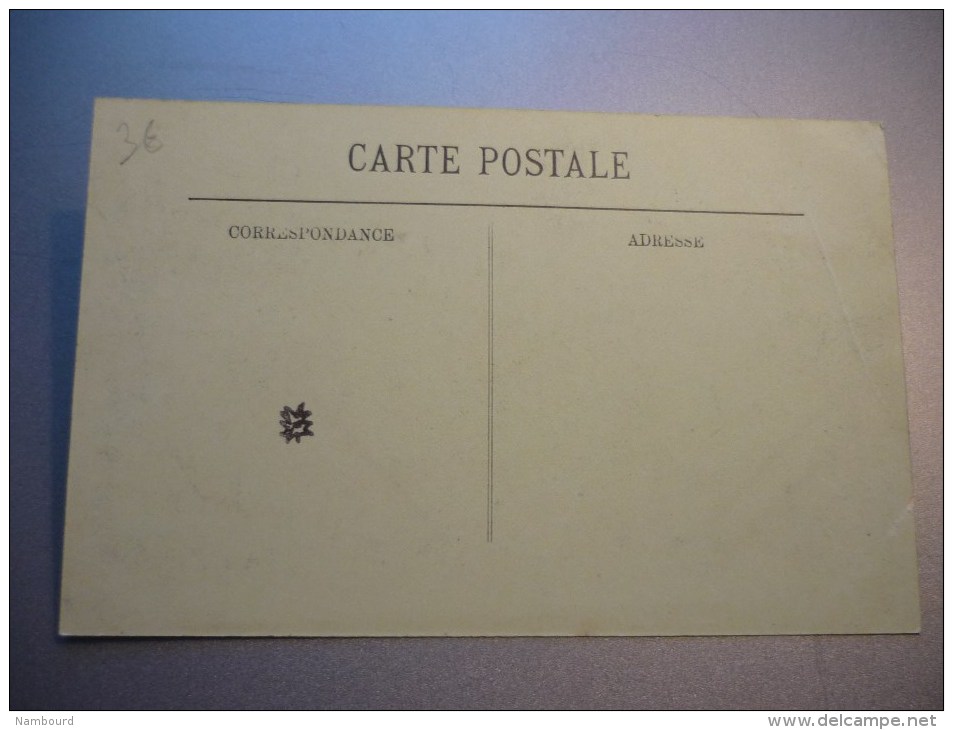 3€
CARTE POSTALE
CORRESPONDANCE
ADRESSE
Nambourd
www.delcampe.net